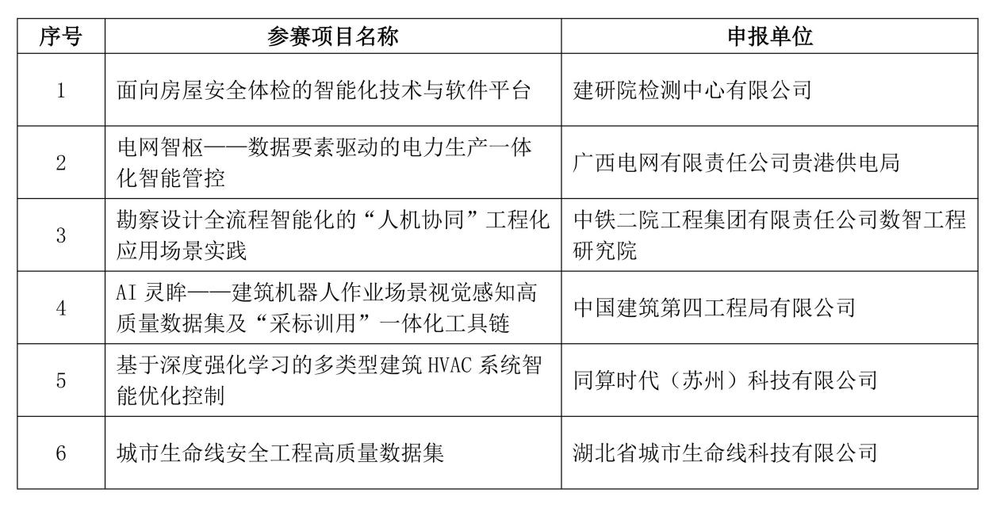 序号 参赛项目名称 申报单位
1 面向房屋安全体检的智能化技术与软件平台 建研院检测中心有限公司
2 电网智枢——数据要素驱动的电力生产一体
化智能管控 广西电网有限责任公司贵港供电局
3 勘察设计全流程智能化的“人机协同”工程化
应用场景实践 中铁二院工程集团有限责任公司数智工程
研究院
4 AI 灵眸——建筑机器人作业场景视觉感知高
质量数据集及“采标训用”一体化工具链 中国建筑第四工程局有限公司
5 基于深度强化学习的多类型建筑 HVAC 系统智
能优化控制 同算时代（苏州）科技有限公司
6 城市生命线安全工程高质量数据集 湖北省城市生命线科技有限公司